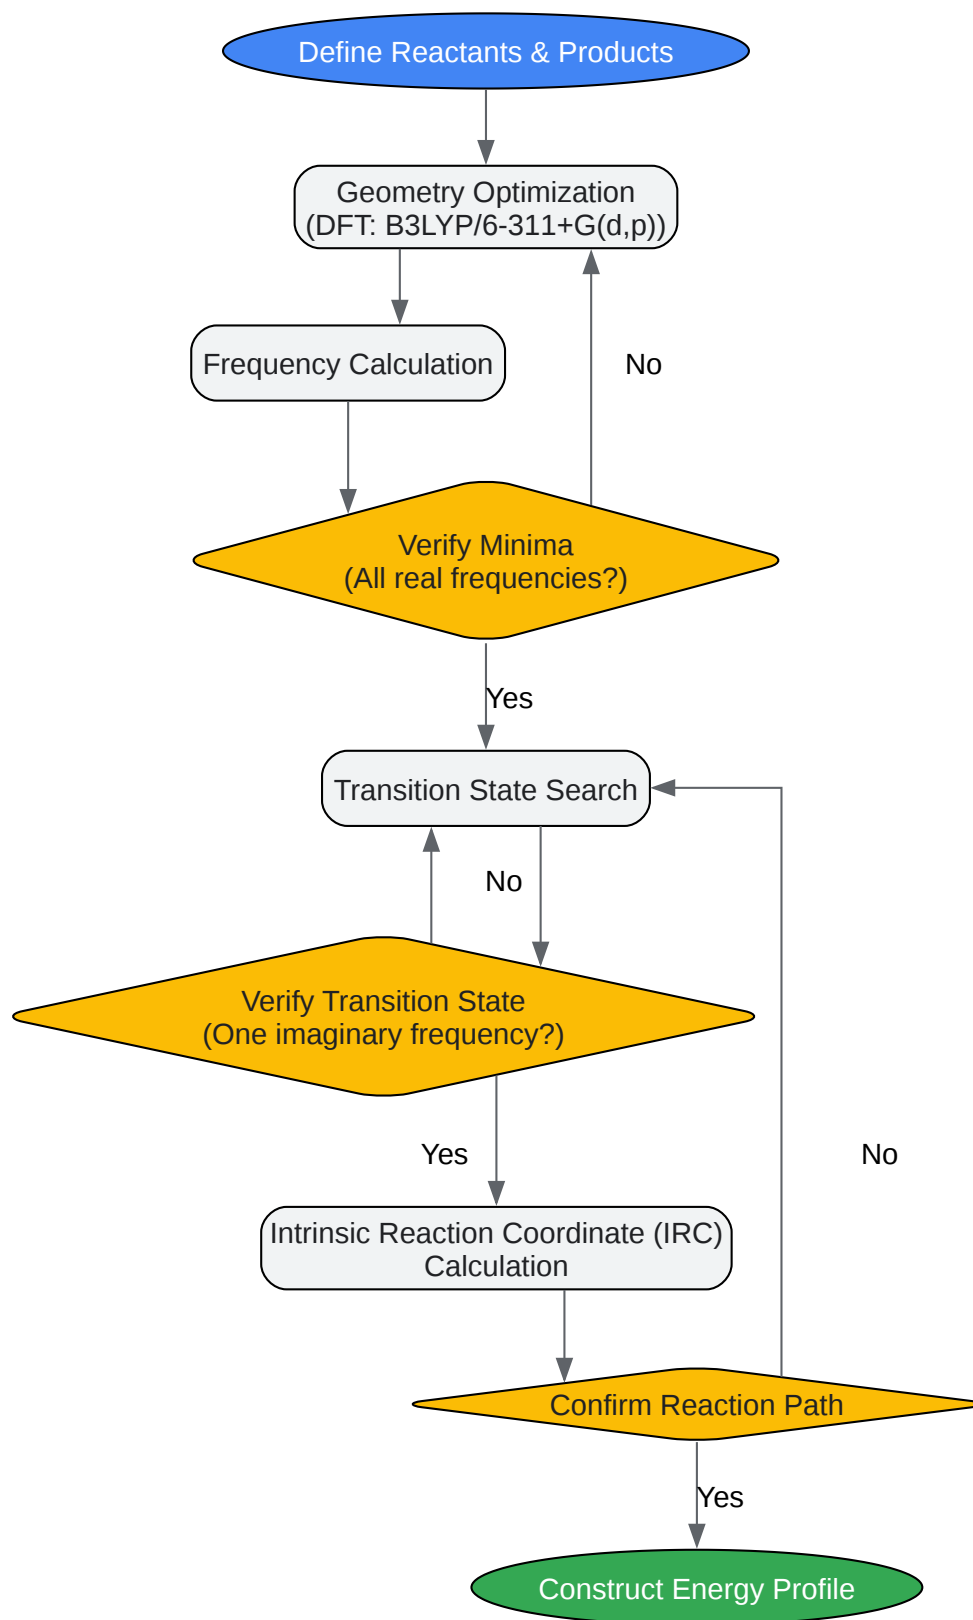 Define Reactants & Products
Geometry Optimization
(DFT: B3LYP/6-311+G(d,p))
Frequency Calculation
No
Verify Minima
(All real frequencies?)
Yes
Transition State Search
No
Verify Transition State
(One imaginary frequency?)
Yes
No
Intrinsic Reaction Coordinate (IRC)
Calculation
Confirm Reaction Path
Yes
Construct Energy Profile